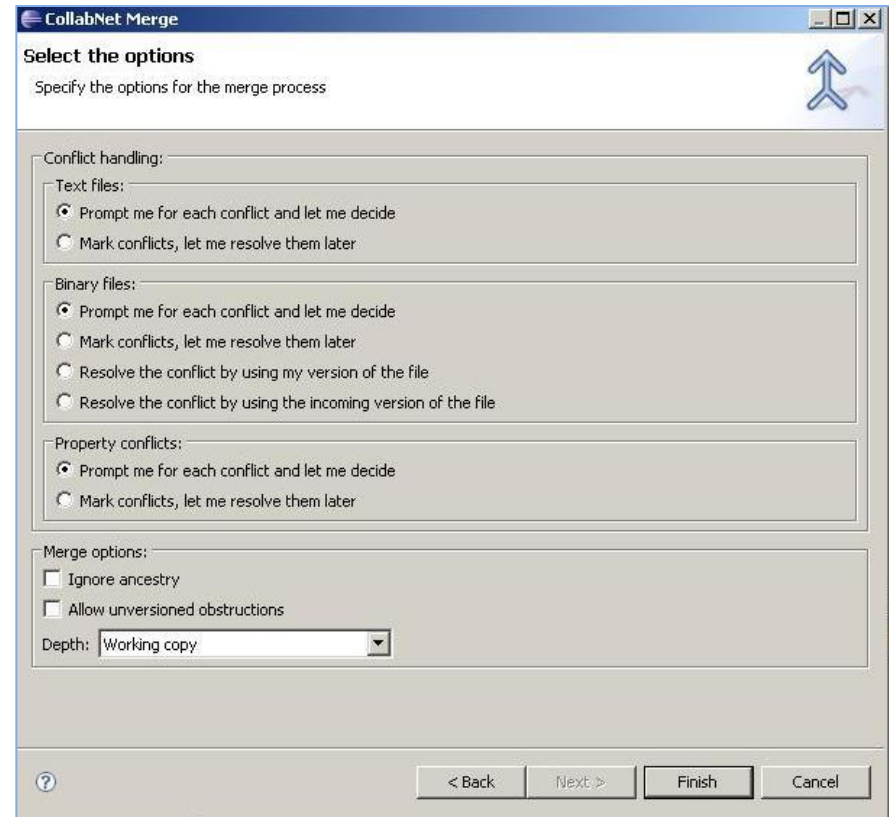 CollabNet Merge
Select the options
Specify the options for the merge process
Conflict handling:
Text files:
Prompt me for each conflict and let me decide
Mark conflicts, let me resolve them later
Binary files:
Prompt me for each conflict and let me decide
Mark conflicts, let me resolve them later
Resolve the conflict by using my version of the file
Resolve the conflict by using the incoming version of the file
Property conflicts:
Prompt me for each conflict and let me decide
Mark conflicts, let me resolve them later
Merge options:
Ignore ancestry
Allow unversioned obstructions
Depth: Working copy
? < Back Next > Finish Cancel